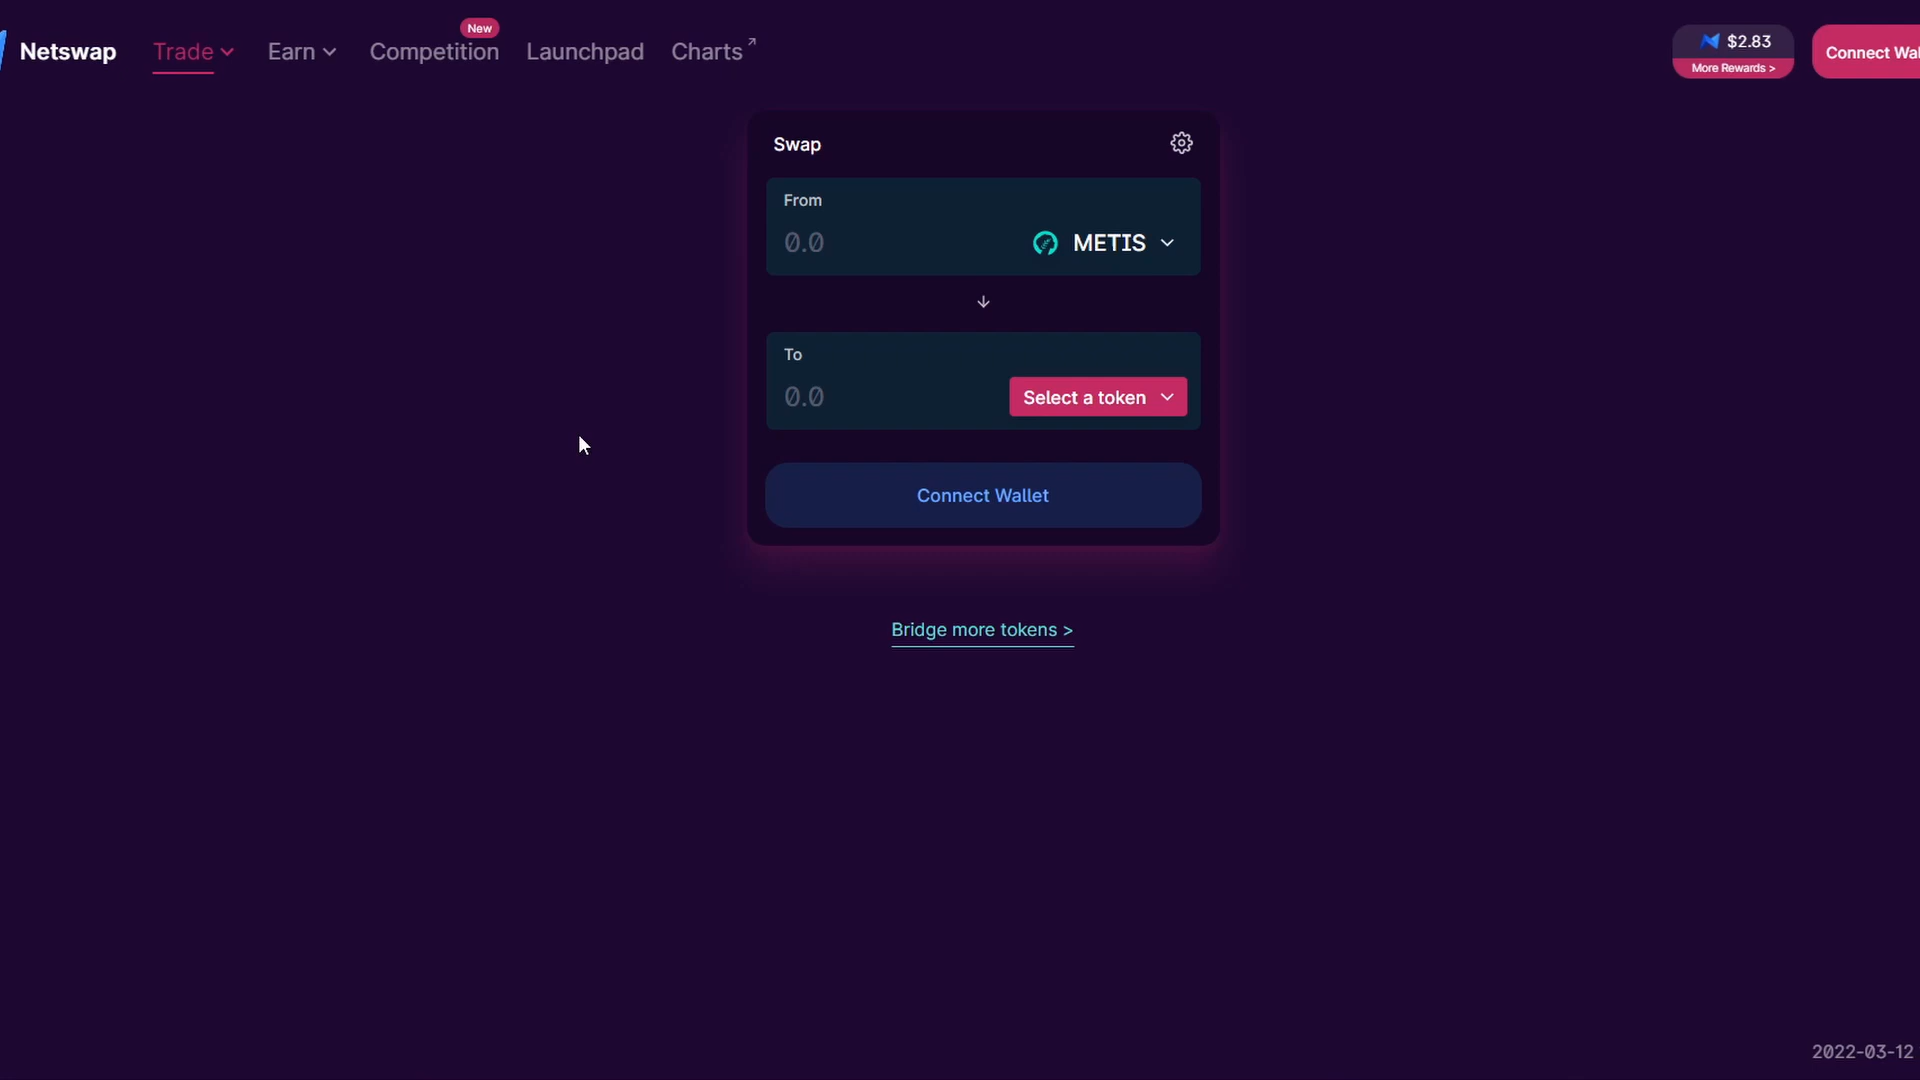 Netswap
Trade
Earn
New
Competition
Launchpad
Charts
$2.83
More Rewards >
Connect Wal
Swap
From
0.0
METIS
To
0.0
Select a token
Connect Wallet
Bridge more tokens >
2022-03-12